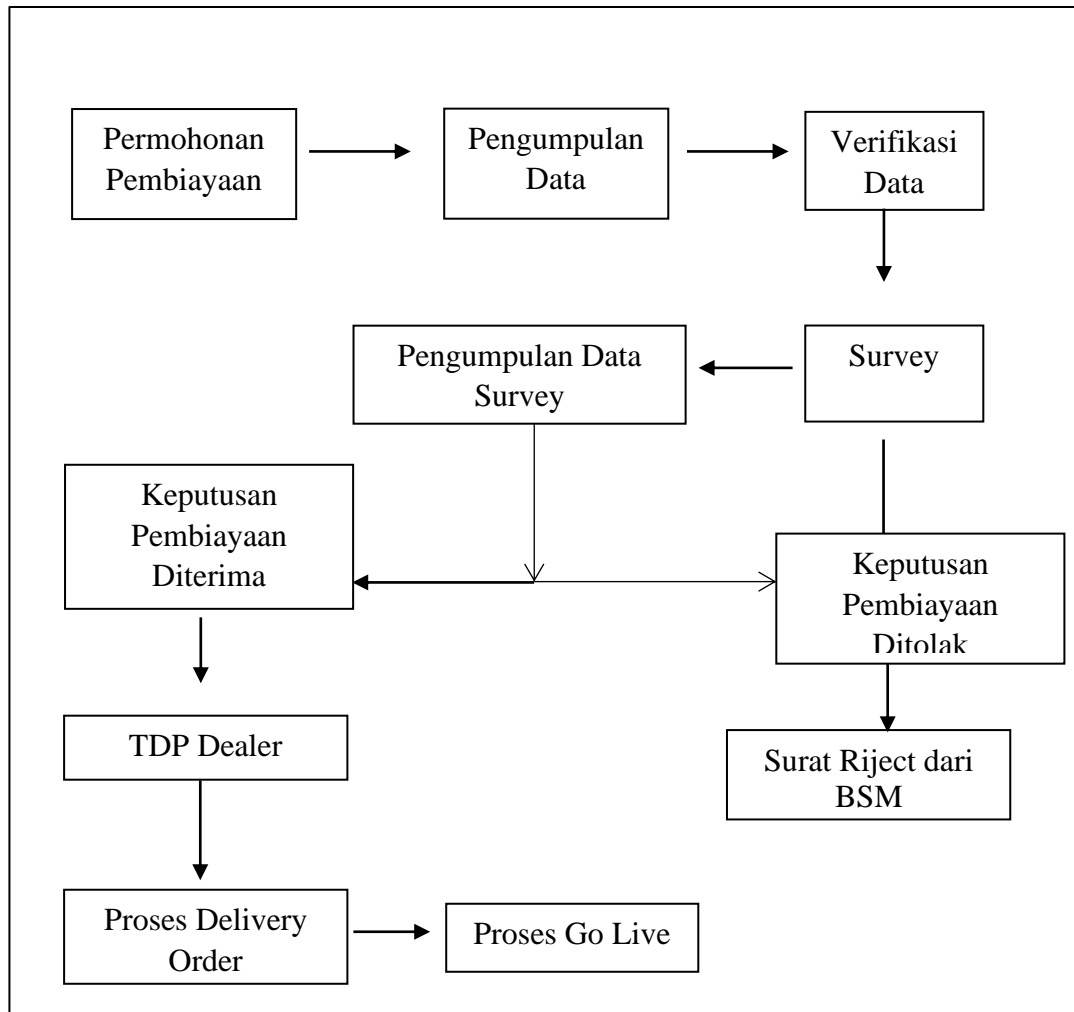 Permohonan
Pembiayaan
Pengumpulan
Data
Verifikasi
Data
Survey
Pengumpulan Data
Survey
Keputusan
Pembiayaan
Diterima
Keputusan
Pembiayaan
Ditolak
TDP Dealer
Surat Riject dari
BSM
Proses Delivery
Order
Proses Go Live